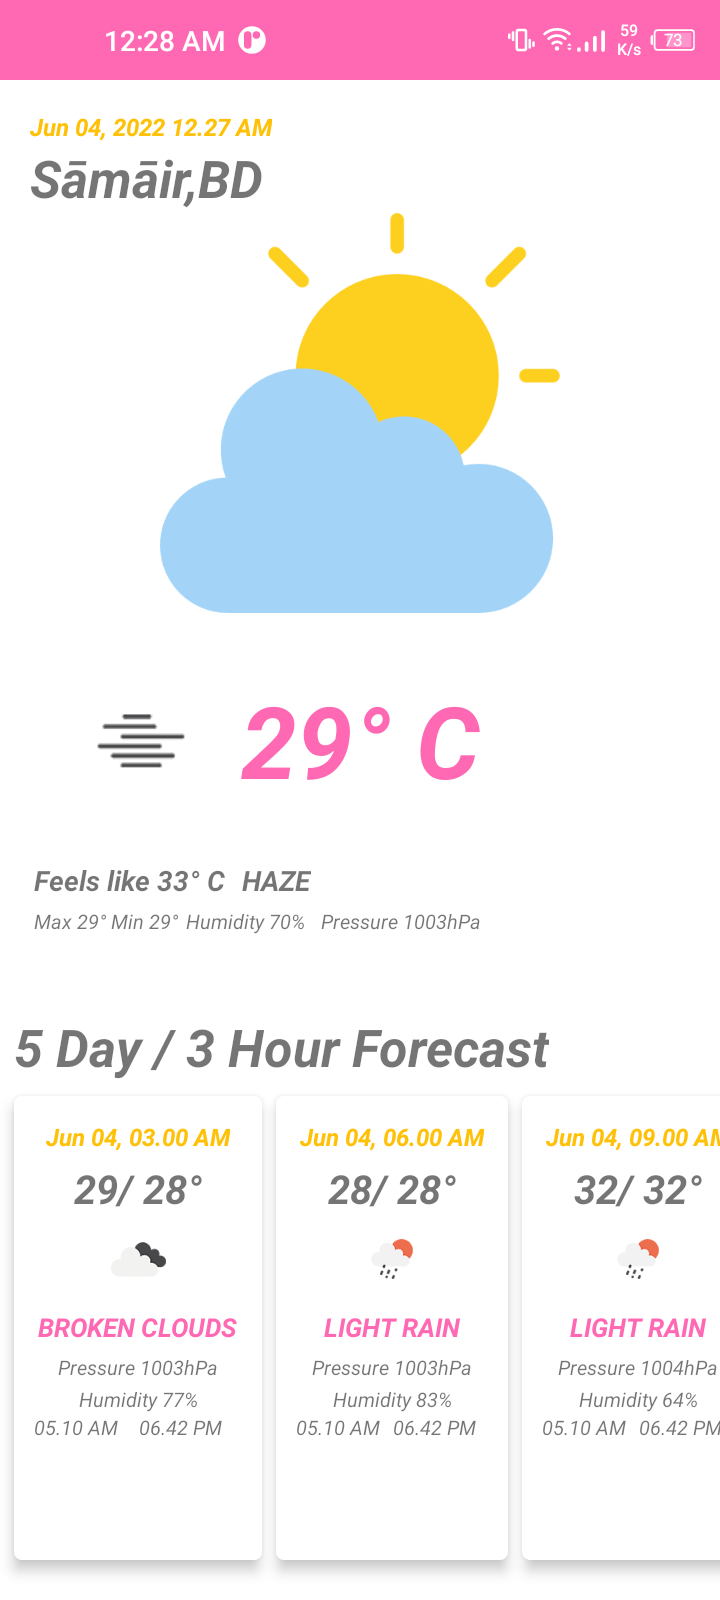 12:28 AM 59 K/s 73
Jun 04, 2022 12.27 AM
Sāmāir,BD
29° C
Feels like 33° C HAZE
Max 29° Min 29° Humidity 70% Pressure 1003hPa
5 Day / 3 Hour Forecast
Jun 04, 03.00 AM
29/ 28°
BROKEN CLOUDS
Pressure 1003hPa
Humidity 77%
05.10 AM 06.42 PM
Jun 04, 06.00 AM
28/ 28°
LIGHT RAIN
Pressure 1003hPa
Humidity 83%
05.10 AM 06.42 PM
Jun 04, 09.00 AM
32/ 32°
LIGHT RAIN
Pressure 1004hPa
Humidity 64%
05.10 AM 06.42 PM